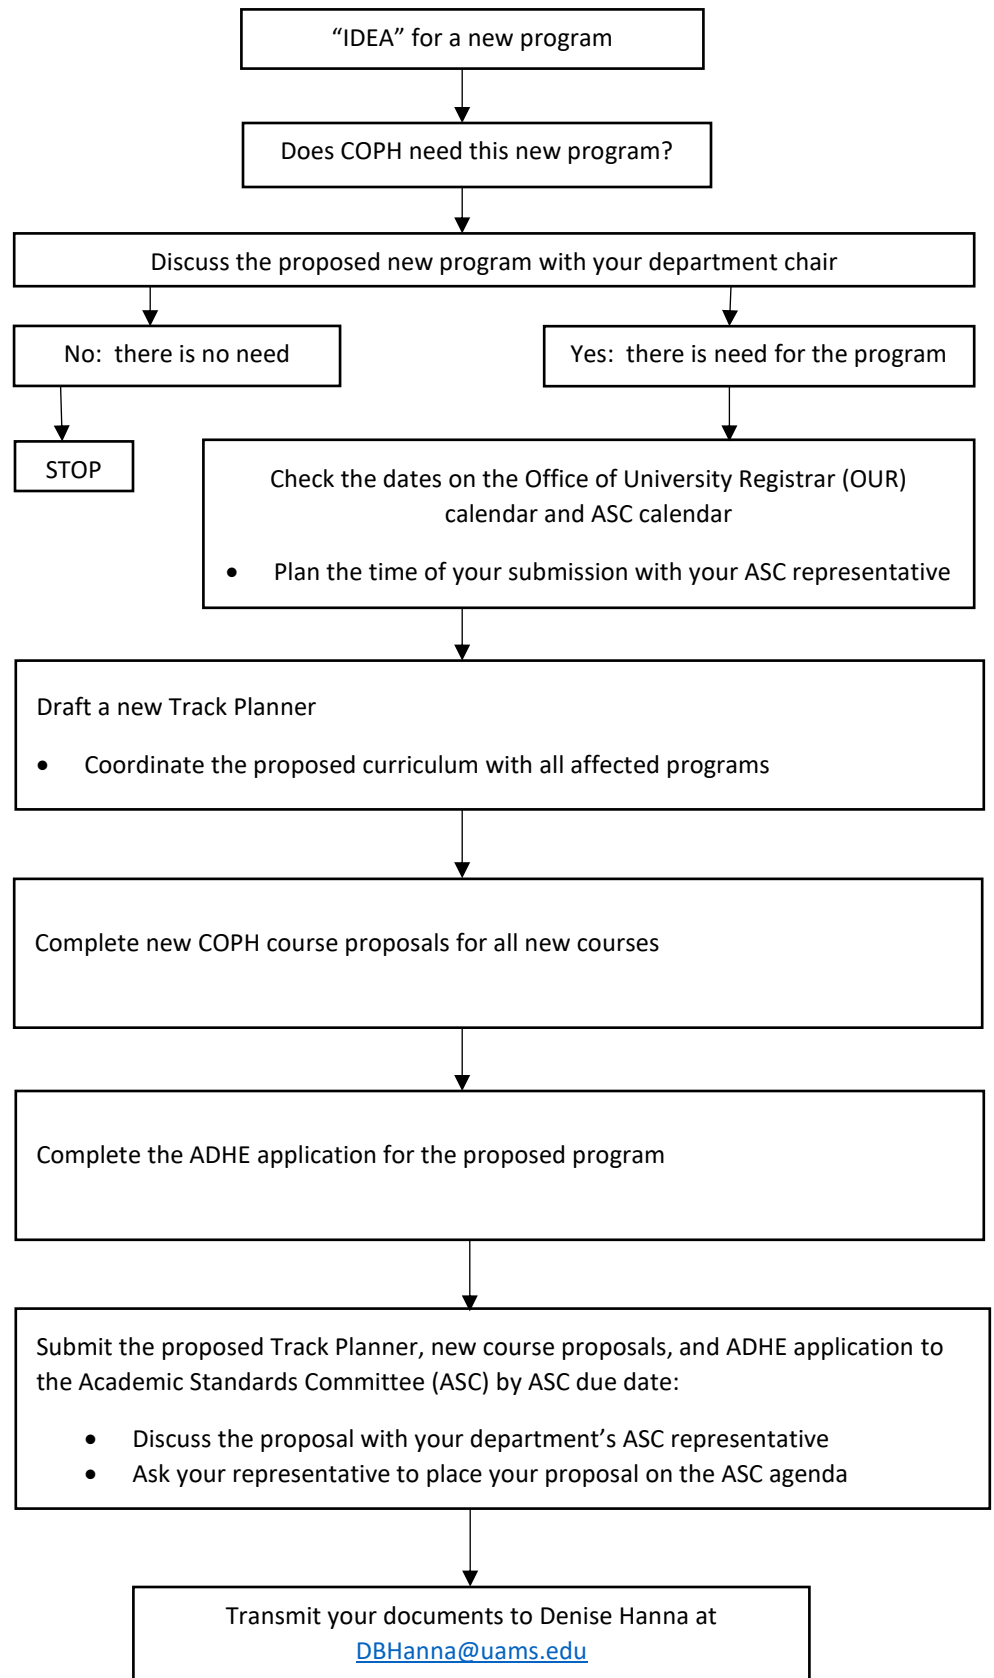 “IDEA” for a new program
Does COPH need this new program?
Discuss the proposed new program with your department chair
No:  there is no need
Yes:  there is need for the program
STOP
Check the dates on the Office of University Registrar (OUR)
calendar and ASC calendar
• Plan the time of your submission with your ASC representative
Draft a new Track Planner
• Coordinate the proposed curriculum with all affected programs
Complete new COPH course proposals for all new courses
Complete the ADHE application for the proposed program
Submit the proposed Track Planner, new course proposals, and ADHE application to
the Academic Standards Committee (ASC) by ASC due date:
• Discuss the proposal with your department’s ASC representative
• Ask your representative to place your proposal on the ASC agenda
Transmit your documents to Denise Hanna at
DBHanna@uams.edu